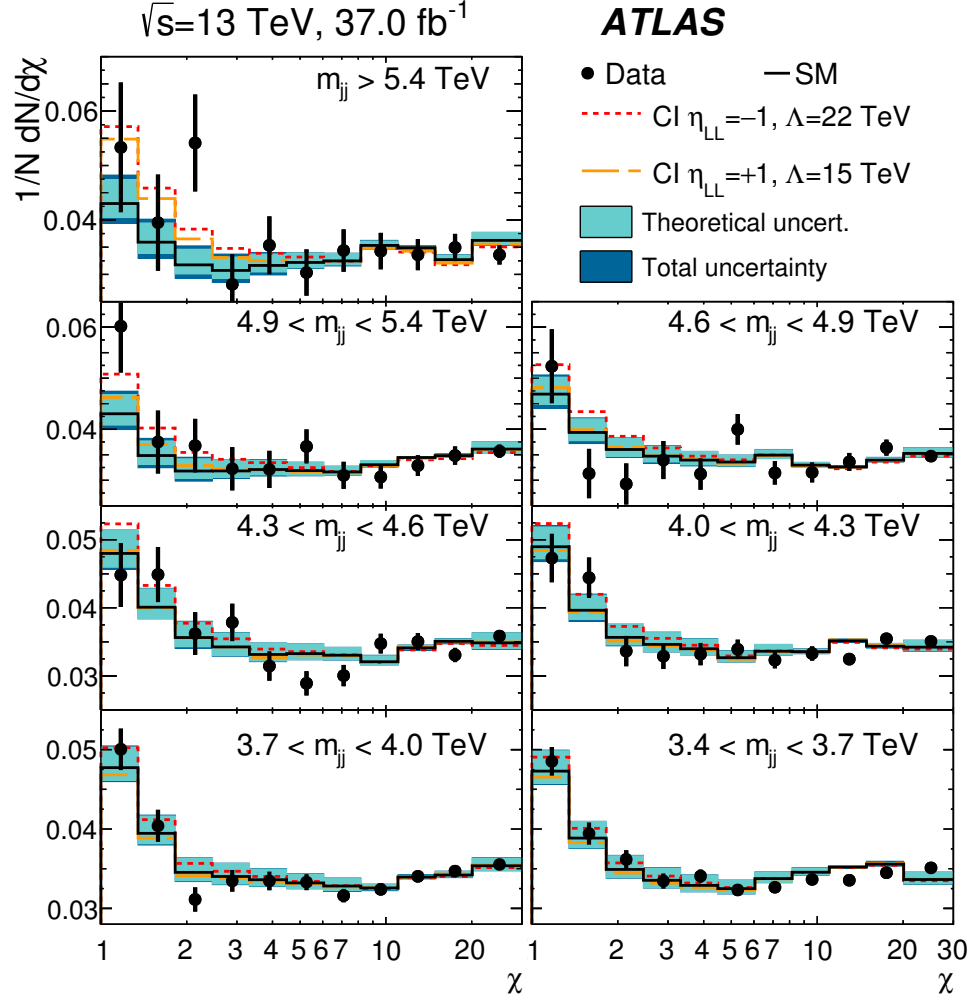 √s=13 TeV, 37.0 fb⁻¹
ATLAS
1/N dN/dχ
m_jj > 5.4 TeV
0.06
0.04
Data
SM
CI η_LL=−1, Λ=22 TeV
CI η_LL=+1, Λ=15 TeV
Theoretical uncert.
Total uncertainty
4.9 < m_jj < 5.4 TeV
0.06
0.04
4.6 < m_jj < 4.9 TeV
4.3 < m_jj < 4.6 TeV
0.05
0.04
0.03
4.0 < m_jj < 4.3 TeV
3.7 < m_jj < 4.0 TeV
0.05
0.04
0.03
3.4 < m_jj < 3.7 TeV
1 2 3 4 5 6 7 10 20
χ
1 2 3 4 5 6 7 10 20 30
χ